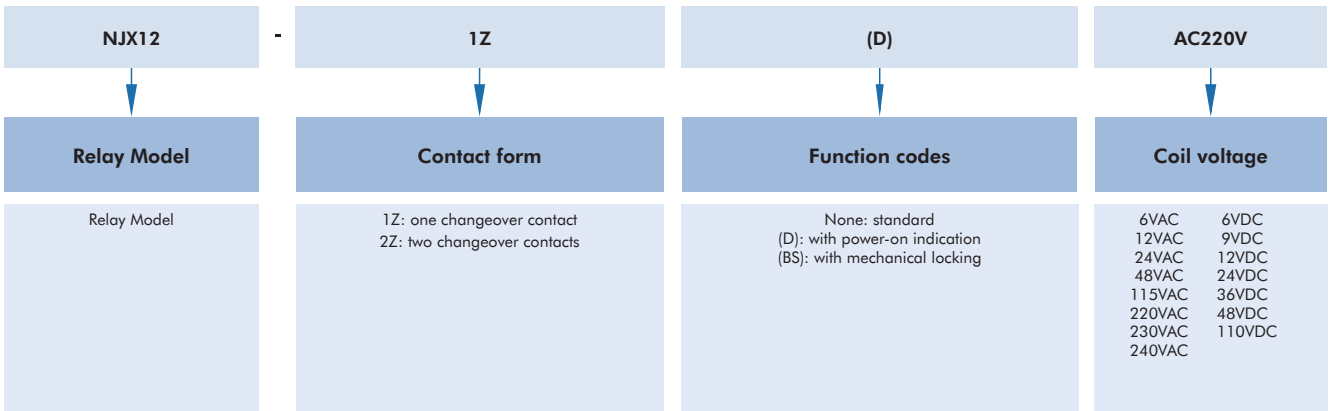 NJX12 - 1Z (D) AC220V
Relay Model Contact form Function codes Coil voltage
Relay Model
1Z: one changeover contact
2Z: two changeover contacts
None: standard
(D): with power-on indication
(BS): with mechanical locking
6VAC 6VDC
12VAC 9VDC
24VAC 12VDC
48VAC 24VDC
115VAC 36VDC
220VAC 48VDC
230VAC 110VDC
240VAC